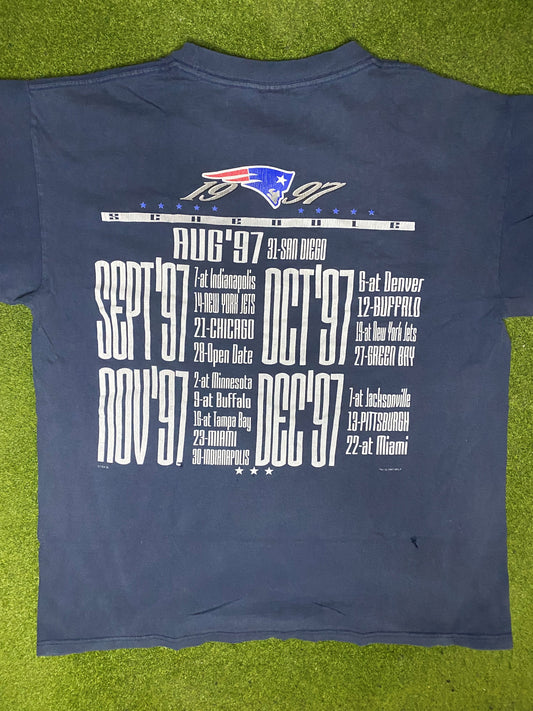 1997
SCHEDULE
AUG'97 31-SAN DIEGO
SEPT'97
7-at Indianapolis
14-NEW YORK JETS
21-CHICAGO
28-Open Date
OCT'97
6-at Denver
12-BUFFALO
19-at New York Jets
27-GREEN BAY
NOV'97
2-at Minnesota
9-at Buffalo
16-at Tampa Bay
23-MIAMI
30-INDIANAPOLIS
DEC'97
7-at Jacksonville
13-PITTSBURGH
22-at Miami